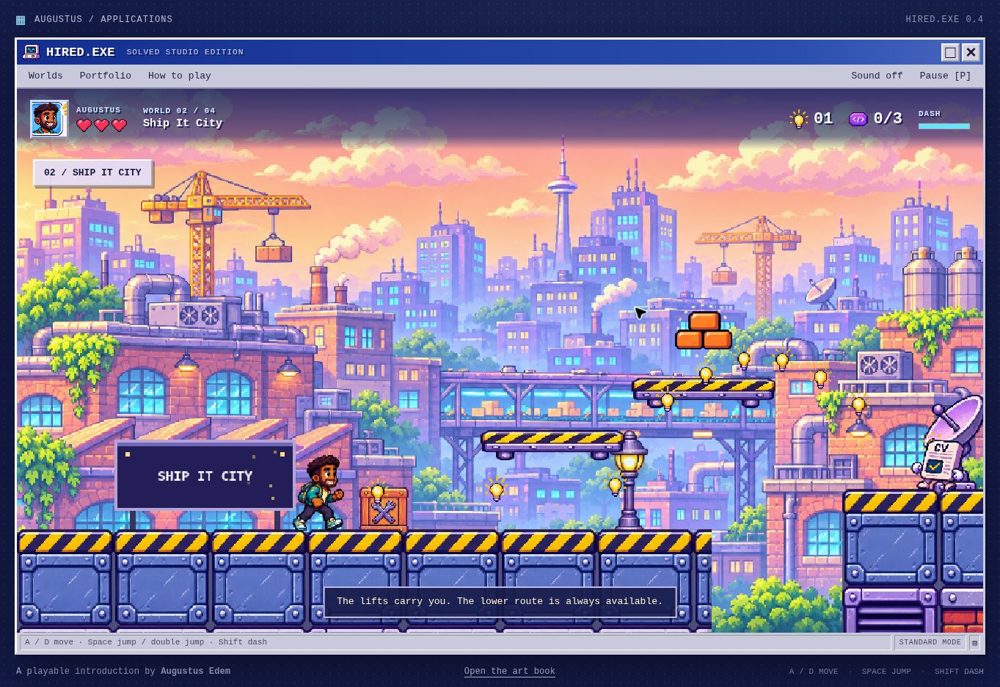 AUGUSTUS / APPLICATIONS
HIRED.EXE 0.4
HIRED.EXE SOLVED STUDIO EDITION
Worlds Portfolio How to play
Sound off Pause [P]
AUGUSTUS
WORLD 02 / 04
Ship It City
01
</>
0/3
DASH
02 / SHIP IT CITY
SHIP IT CITY
CV
The lifts carry you. The lower route is always available.
A / D move · Space jump / double jump · Shift dash
STANDARD MODE
A playable introduction by Augustus Edem
Open the art book
A / D MOVE · SPACE JUMP · SHIFT DASH